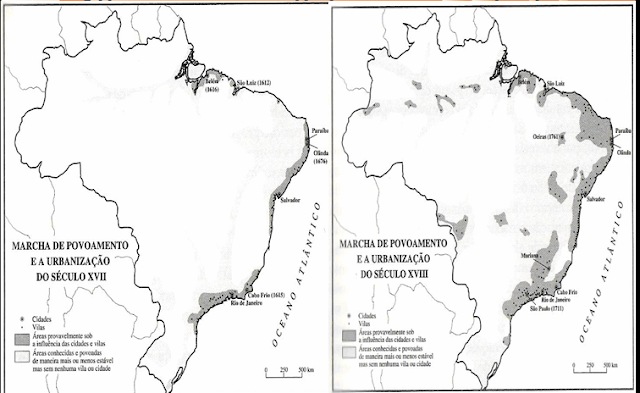 Belém
(1616)
São Luiz (1612)
Paraíba
Olinda
(1676)
Salvador
MARCHA DE POVOAMENTO
E A URBANIZAÇÃO
DO SÉCULO XVII
Cabo Frio (1615)
Rio de Janeiro
OCEANO ATLÂNTICO
Cidades
Vilas
Áreas provavelmente sob
a influência das cidades e vilas
Áreas conhecidas e povoadas
de maneira mais ou menos estável
mas sem nenhuma vila ou cidade
0 250 500 km
Belém
São Luiz
Oeiras (1761)
Paraíba
Olinda
Salvador
MARCHA DE POVOAMENTO
E A URBANIZAÇÃO
DO SÉCULO XVIII
Mariana
Cabo Frio
Rio de Janeiro
São Paulo (1711)
OCEANO ATLÂNTICO
Cidades
Vilas
Áreas provavelmente sob
a influência das cidades e vilas
Áreas conhecidas e povoadas
de maneira mais ou menos estável
mas sem nenhuma vila ou cidade
0 250 500 km